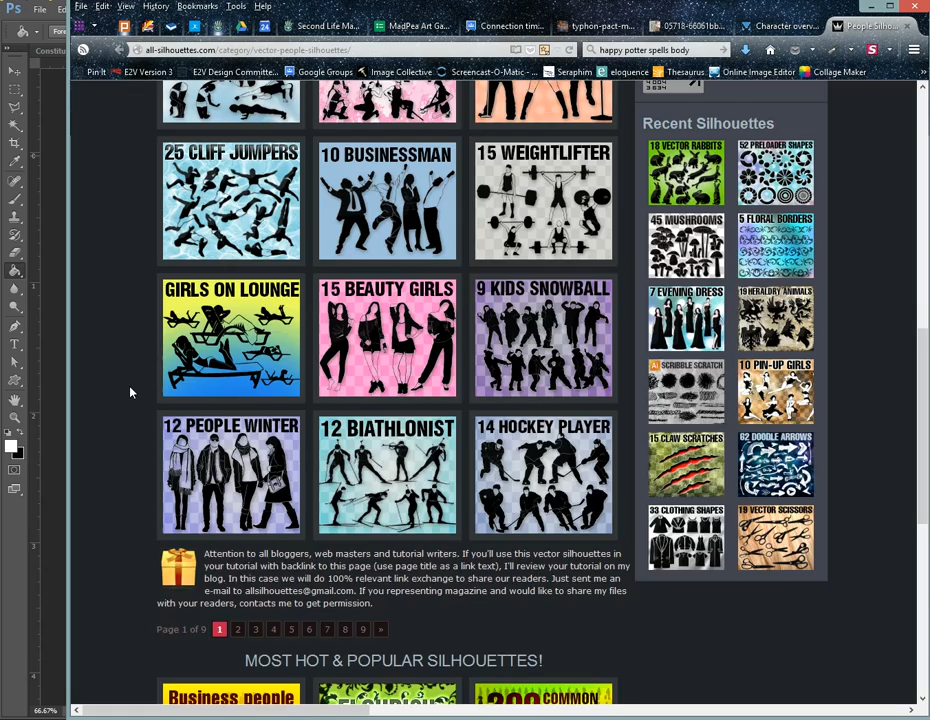 File Ed
File Edit View History Bookmarks Tools Help
Second Life Ma...
MadPea Art Ga...
Connection tim...
typhon-pact-m...
05718-66061bb...
Character overv...
People Silho...
all-silhouettes.com/category/vector-people-silhouettes/
happy potter spells body
Pin It E2V Version 3 E2V Design Committe... Google Groups Image Collective Screencast-O-Matic - ... Seraphim eloquence Thesaurus Online Image Editor Collage Maker
Fore
Constitu
25 CLIFF JUMPERS
10 BUSINESSMAN
15 WEIGHTLIFTER
GIRLS ON LOUNGE
15 BEAUTY GIRLS
9 KIDS SNOWBALL
12 PEOPLE WINTER
12 BIATHLONIST
14 HOCKEY PLAYER
Recent Silhouettes
18 VECTOR RABBITS
52 PRELOADER SHAPES
45 MUSHROOMS
5 FLORAL BORDERS
7 EVENING DRESS
19 HERALDRY ANIMALS
Ai SCRIBBLE SCRATCH
10 PIN-UP GIRLS
15 CLAW SCRATCHES
62 DOODLE ARROWS
33 CLOTHING SHAPES
19 VECTOR SCISSORS
Attention to all bloggers, web masters and tutorial writers. If you'll use this vector silhouettes in
your tutorial with backlink to this page (use page title as a link text), I'll review your tutorial on my
blog. In this case we will do 100% relevant link exchange to share our readers. Just sent me an
e-mail to allsilhouettes@gmail.com. If you representing magazine and would like to share my files
with your readers, contacts me to get permission.
Page 1 of 9 1 2 3 4 5 6 7 8 9 »
MOST HOT & POPULAR SILHOUETTES!
Business people
COMMON
66.67%